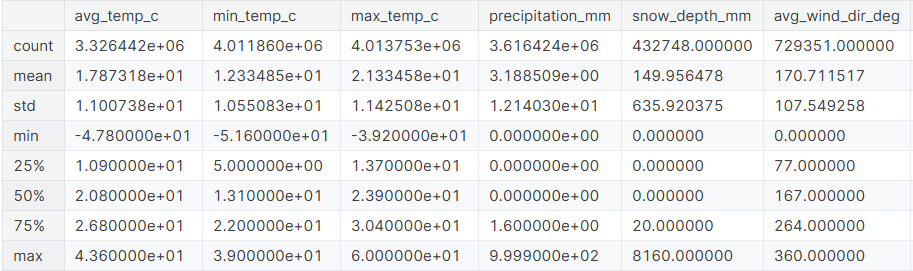 avg_temp_c min_temp_c max_temp_c precipitation_mm snow_depth_mm avg_wind_dir_deg
count 3.326442e+06 4.011860e+06 4.013753e+06 3.616424e+06 432748.000000 729351.000000
mean 1.787318e+01 1.233485e+01 2.133458e+01 3.188509e+00 149.956478 170.711517
std 1.100738e+01 1.055083e+01 1.142508e+01 1.214030e+01 635.920375 107.549258
min -4.780000e+01 -5.160000e+01 -3.920000e+01 0.000000e+00 0.000000 0.000000
25% 1.090000e+01 5.000000e+00 1.370000e+01 0.000000e+00 0.000000 77.000000
50% 2.080000e+01 1.310000e+01 2.390000e+01 0.000000e+00 0.000000 167.000000
75% 2.680000e+01 2.200000e+01 3.040000e+01 1.600000e+00 20.000000 264.000000
max 4.360000e+01 3.900000e+01 6.000000e+01 9.999000e+02 8160.000000 360.000000